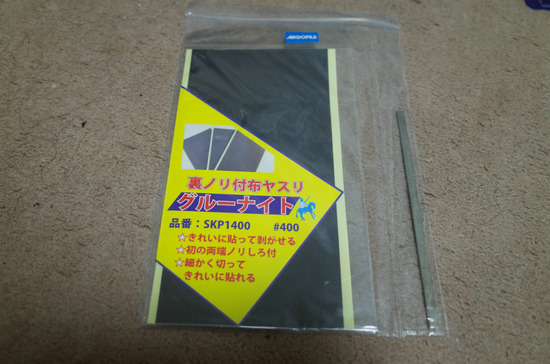 ARGOFILE
裏ノリ付布ヤスリ
グルーナイト
品番：SKP1400 #400
☆きれいに貼って剥がせる
☆初の両端ノリしろ付
☆細かく切って
きれいに貼れる